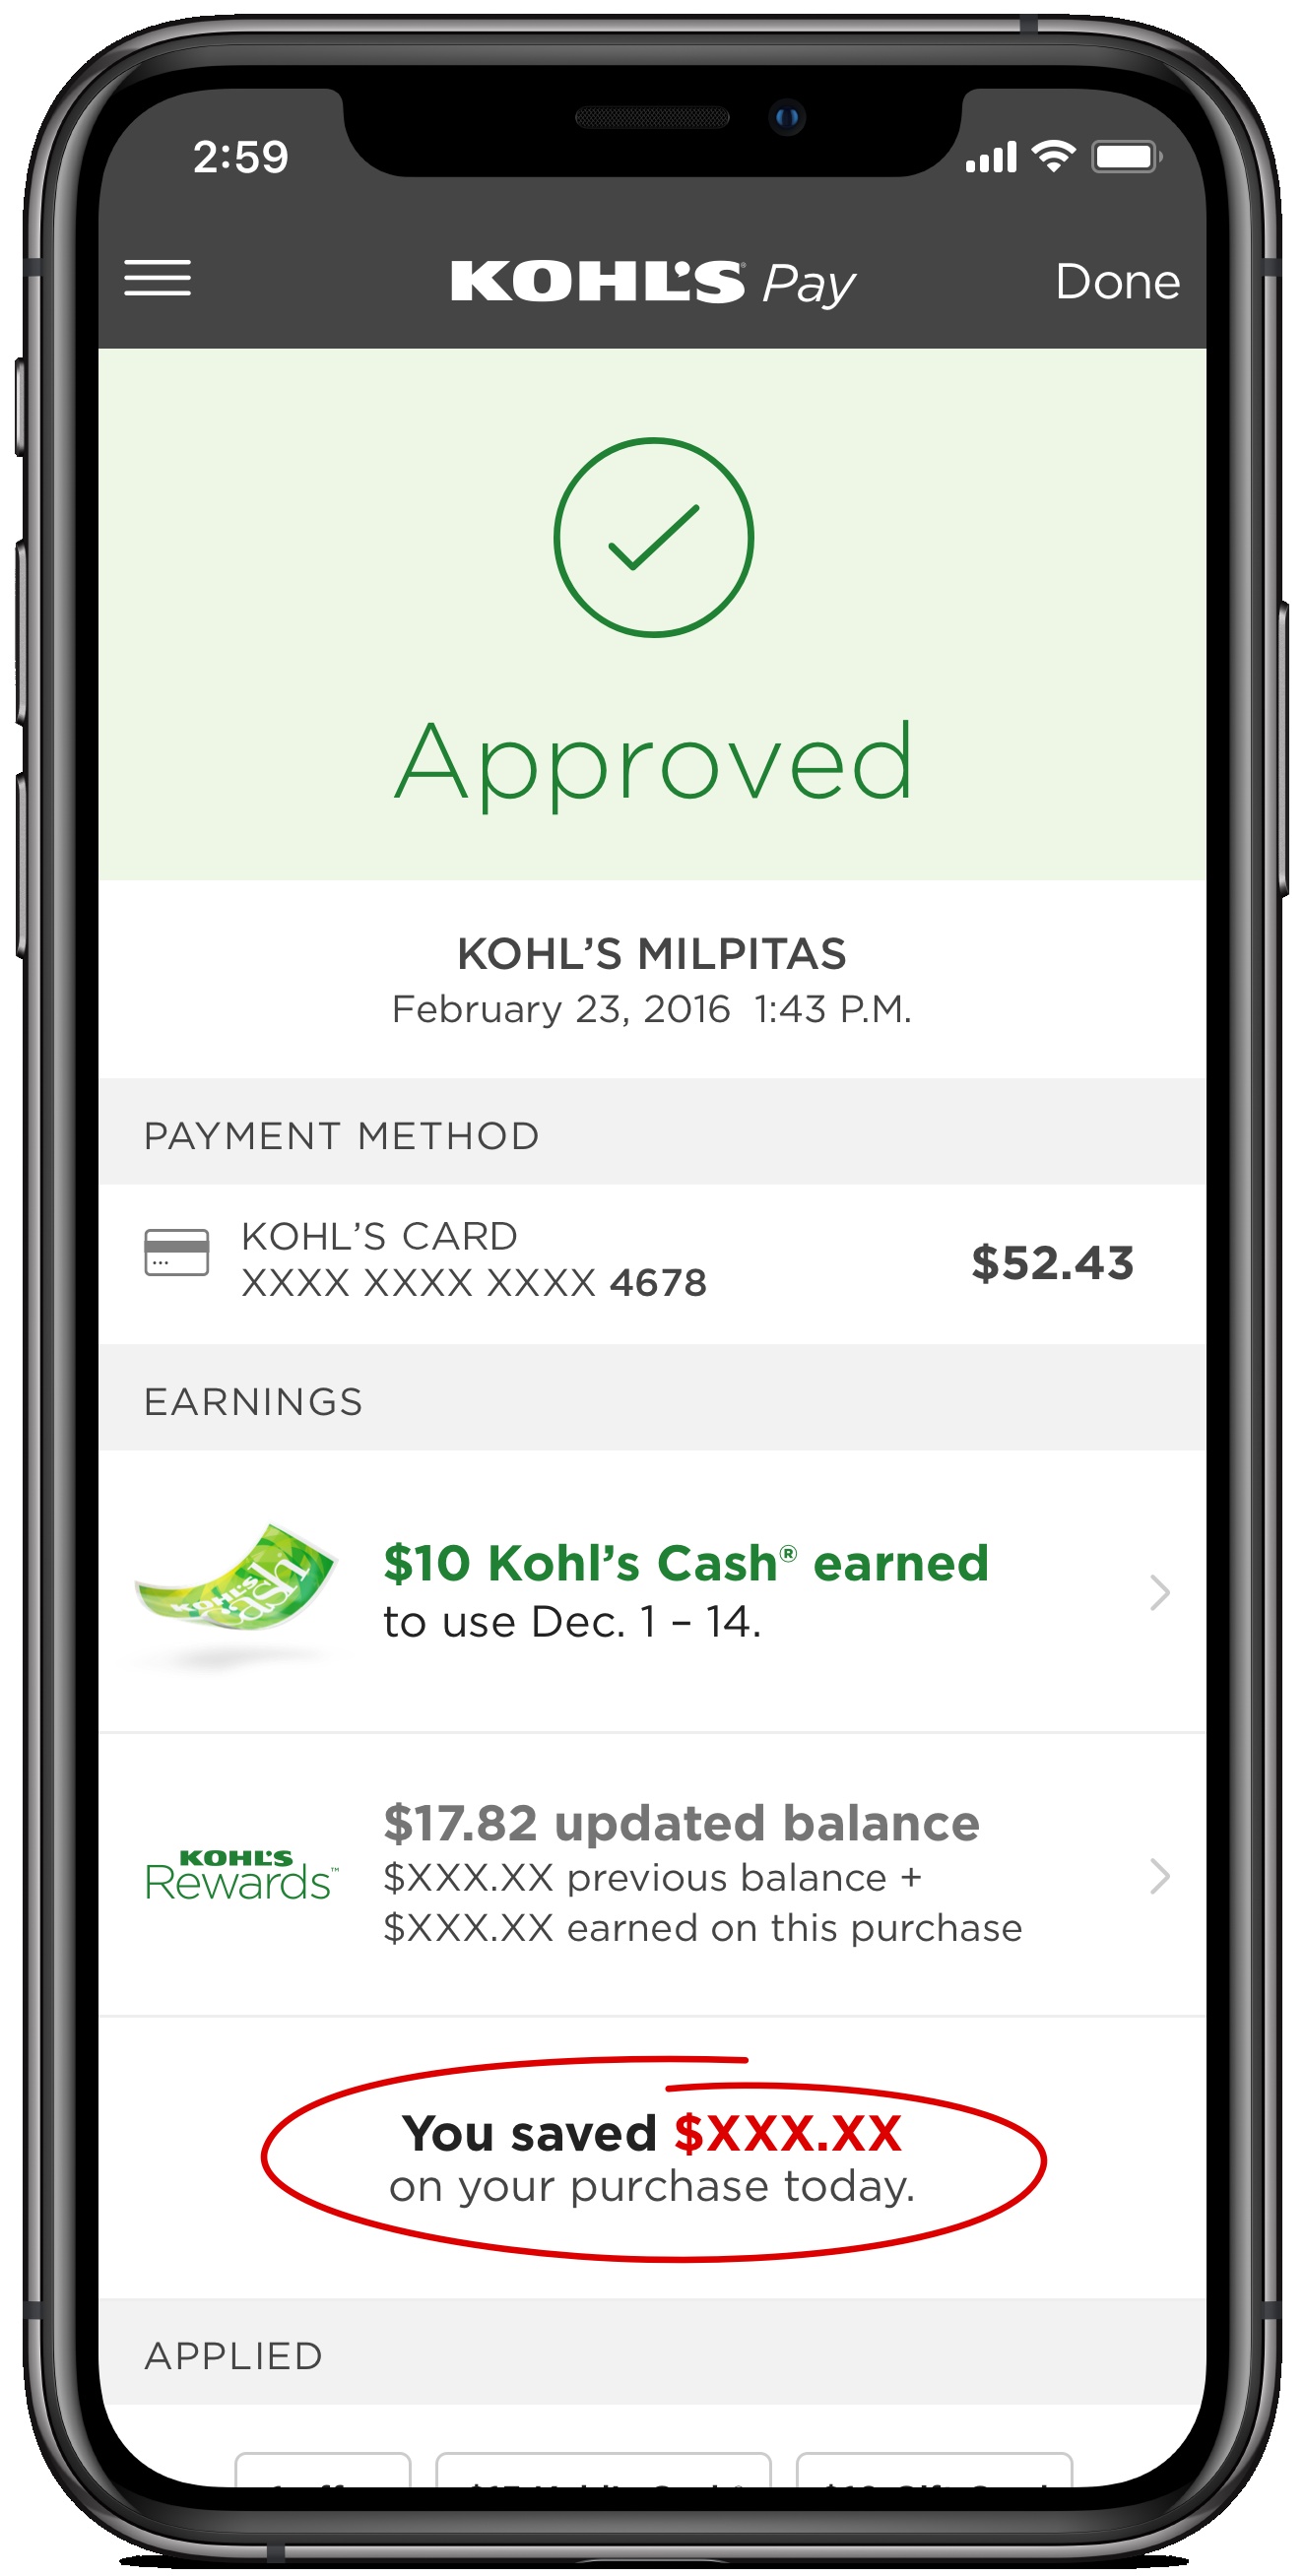 2:59
KOHL'S® Pay
Done
Approved
KOHL’S MILPITAS
February 23, 2016 1:43 P.M.
PAYMENT METHOD
KOHL’S CARD
XXXX XXXX XXXX 4678
$52.43
EARNINGS
KOHL'S
Cash
$10 Kohl’s Cash® earned
to use Dec. 1 – 14.
KOHL'S
Rewards™
$17.82 updated balance
$XXX.XX previous balance +
$XXX.XX earned on this purchase
You saved $XXX.XX
on your purchase today.
APPLIED